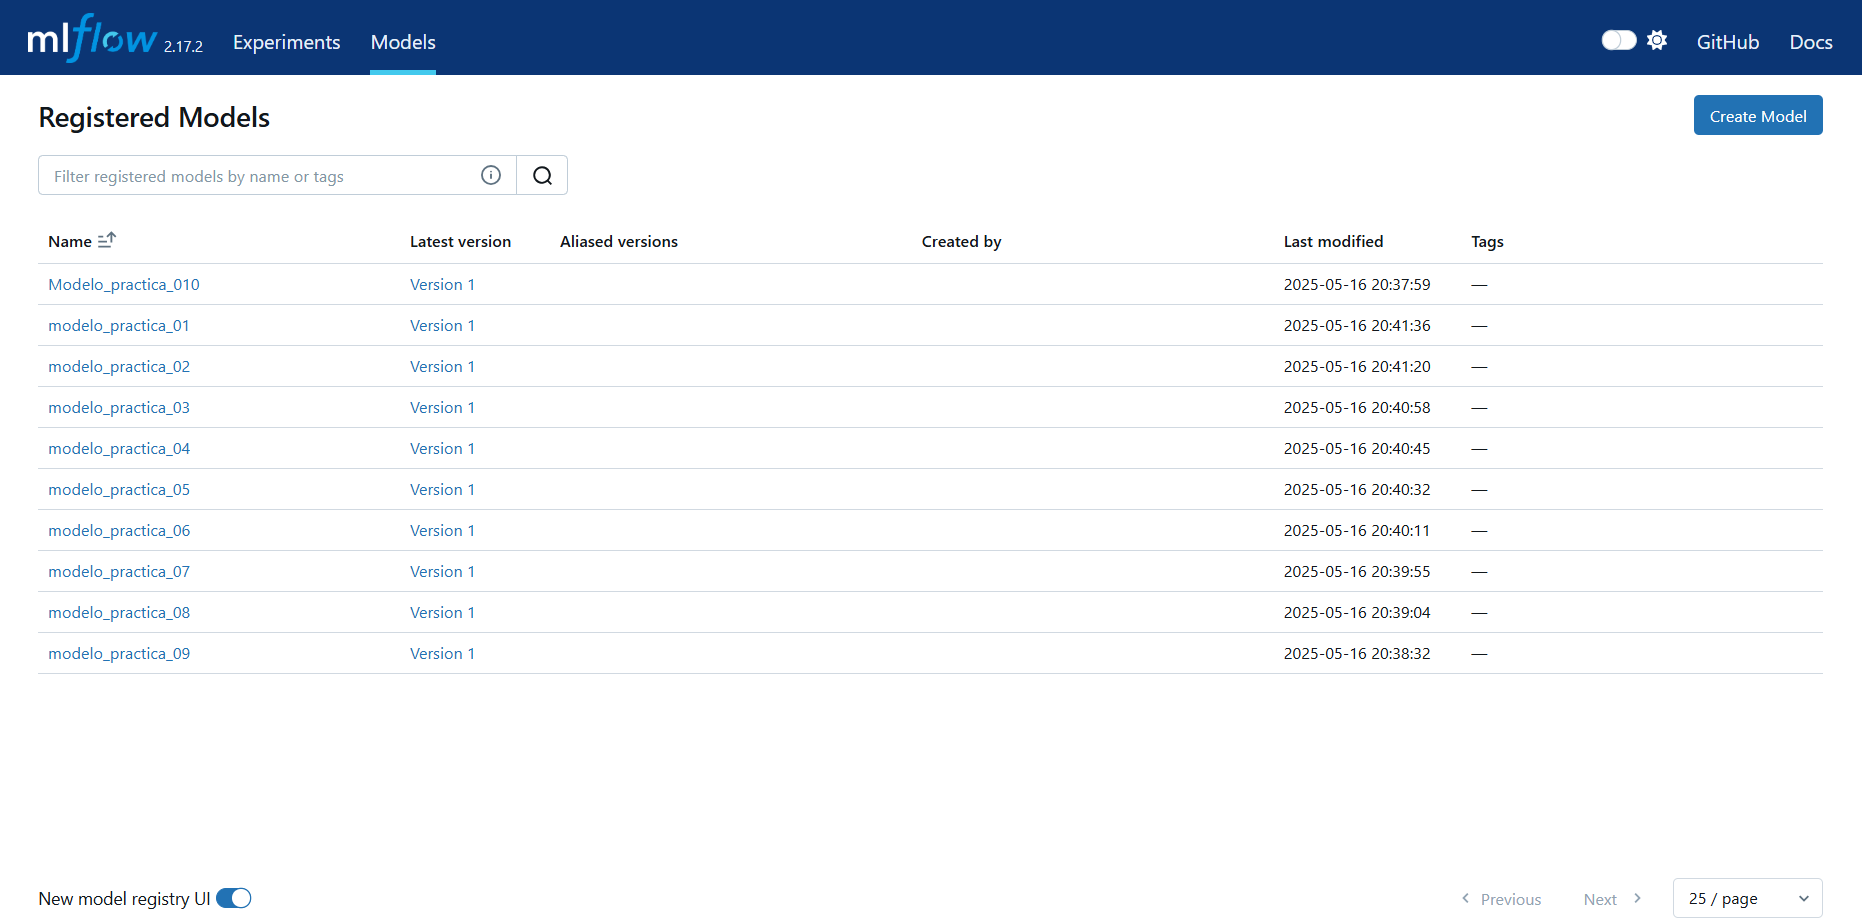 mlflow 2.17.2 Experiments Models GitHub Docs
Registered Models
Create Model
Filter registered models by name or tags
Name Latest version Aliased versions Created by Last modified Tags
Modelo_practica_010 Version 1 2025-05-16 20:37:59 —
modelo_practica_01 Version 1 2025-05-16 20:41:36 —
modelo_practica_02 Version 1 2025-05-16 20:41:20 —
modelo_practica_03 Version 1 2025-05-16 20:40:58 —
modelo_practica_04 Version 1 2025-05-16 20:40:45 —
modelo_practica_05 Version 1 2025-05-16 20:40:32 —
modelo_practica_06 Version 1 2025-05-16 20:40:11 —
modelo_practica_07 Version 1 2025-05-16 20:39:55 —
modelo_practica_08 Version 1 2025-05-16 20:39:04 —
modelo_practica_09 Version 1 2025-05-16 20:38:32 —
New model registry UI Previous Next 25 / page